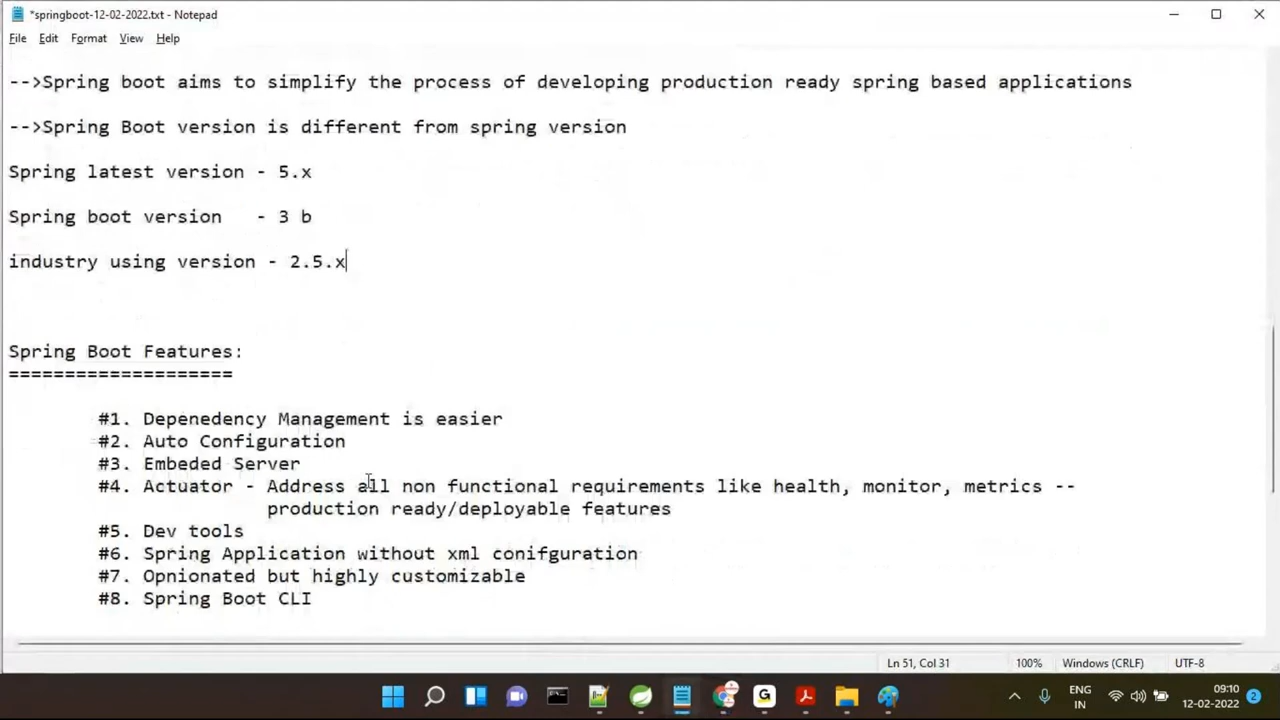 *springboot-12-02-2022.txt - Notepad
File Edit Format View Help
-->Spring boot aims to simplify the process of developing production ready spring based applications
-->Spring Boot version is different from spring version
Spring latest version - 5.x
Spring boot version   - 3 b
industry using version - 2.5.x
Spring Boot Features:
====================
#1. Depenedency Management is easier
#2. Auto Configuration
#3. Embeded Server
#4. Actuator - Address all non functional requirements like health, monitor, metrics --
production ready/deployable features
#5. Dev tools
#6. Spring Application without xml conifguration
#7. Opnionated but highly customizable
#8. Spring Boot CLI
Ln 51, Col 31 100% Windows (CRLF) UTF-8
ENG 09:10
IN 12-02-2022 2